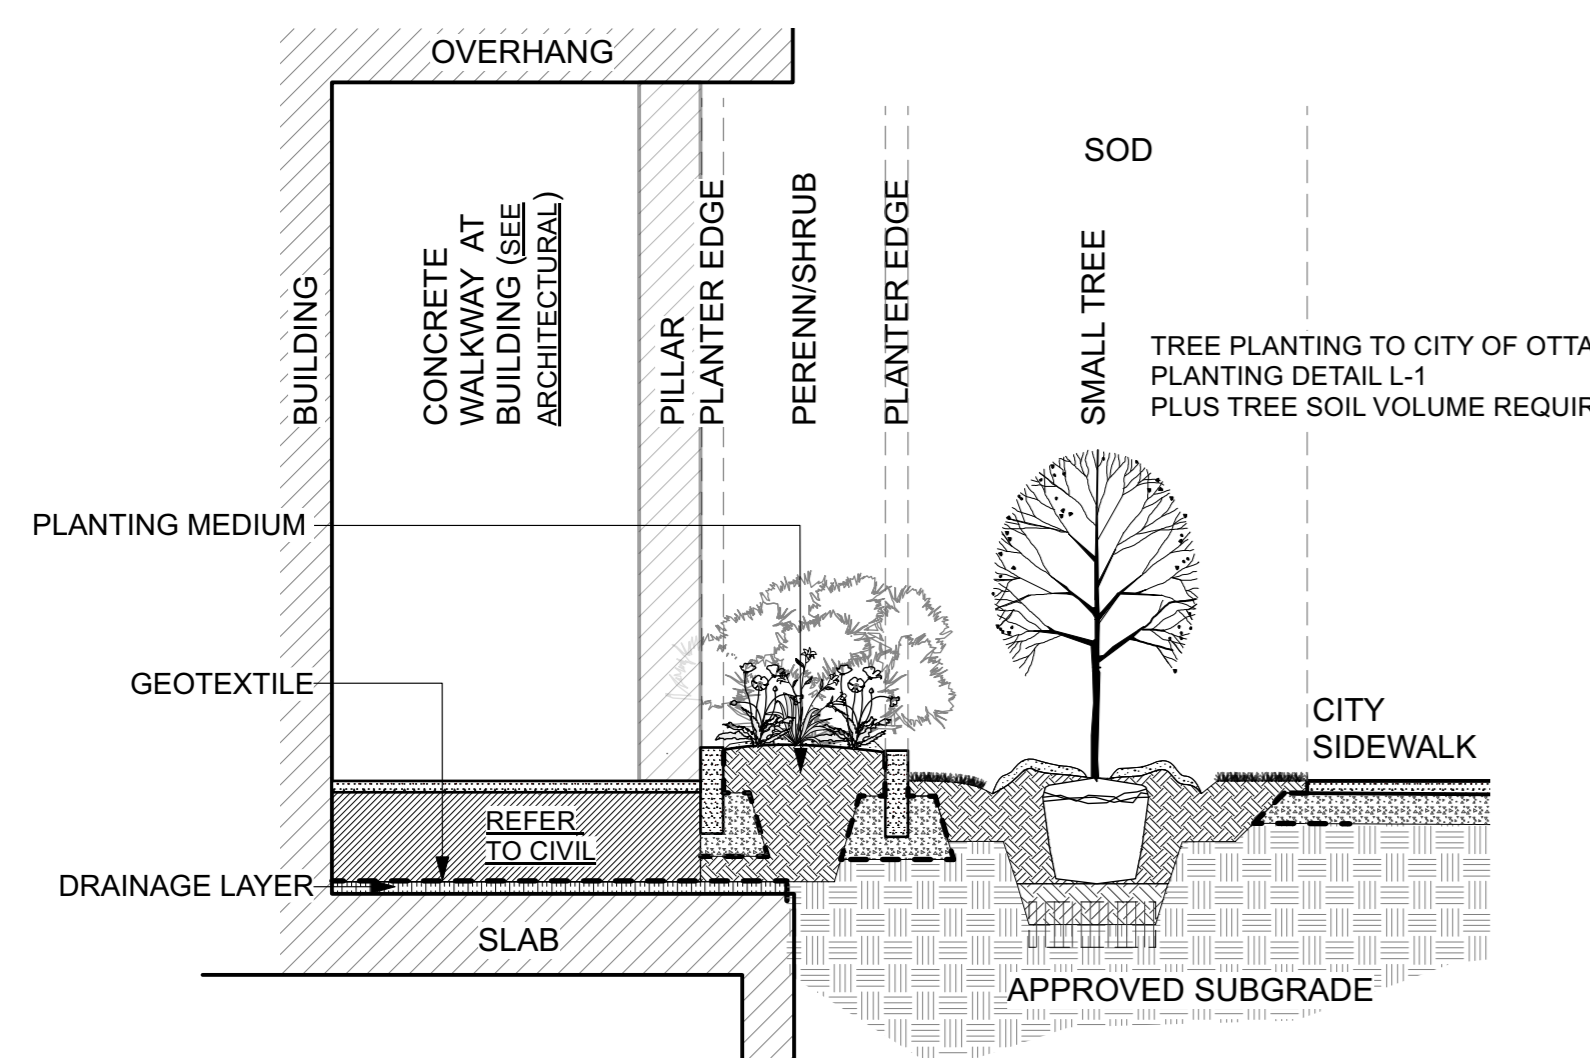 OVERHANG
SOD
BUILDING
CONCRETE
WALKWAY AT
BUILDING (SEE
ARCHITECTURAL)
PILLAR
PLANTER EDGE
PERENN/SHRUB
PLANTER EDGE
SMALL TREE
TREE PLANTING TO CITY OF OTTA
PLANTING DETAIL L-1
PLUS TREE SOIL VOLUME REQUIR
PLANTING MEDIUM
GEOTEXTILE
CITY
SIDEWALK
REFER
TO CIVIL
DRAINAGE LAYER
SLAB
APPROVED SUBGRADE